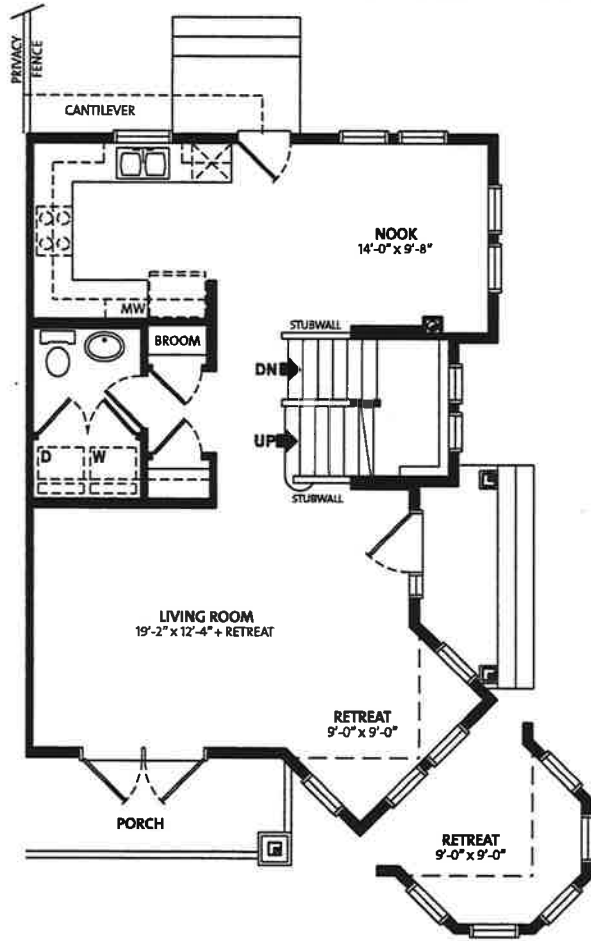 PRIVACY
FENCE
CANTILEVER
NOOK
14'-0" x 9'-8"
MW
STUBWALL
BROOM
DN
UP
D W
STUBWALL
LIVING ROOM
19'-2" x 12'-4" + RETREAT
RETREAT
9'-0" x 9'-0"
PORCH
RETREAT
9'-0" x 9'-0"